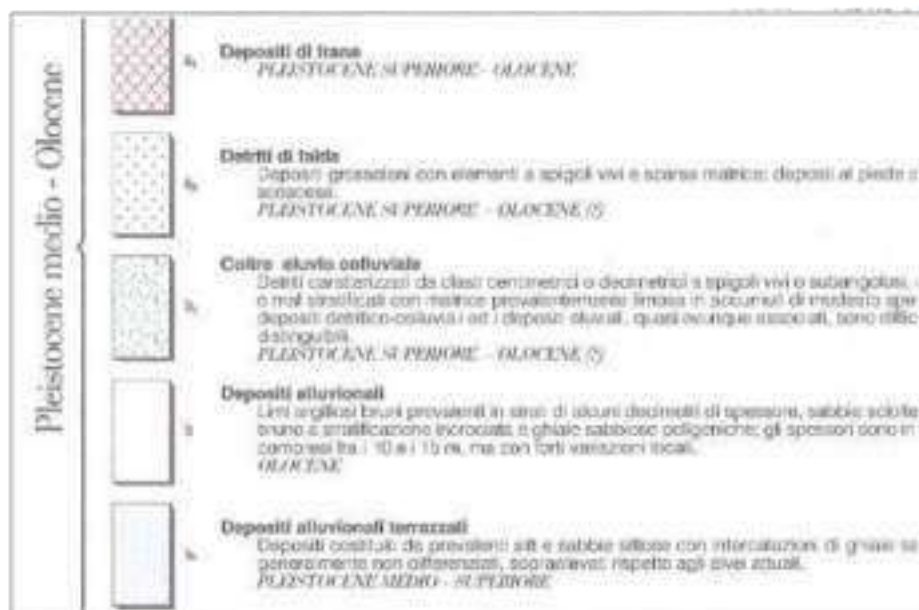 Pleistocene medio - Olocene
Depositi di frana
PLEISTOCENE SUPERIORE - OLOCENE
Detriti di falda
Depositi grossolani con elementi a spigoli vivi e scarsa matrice; depositi al piede
scoscesi.
PLEISTOCENE SUPERIORE - OLOCENE (?)
Coltre eluvio colluviale
Detriti caratterizzati da clasti centimetrici o decimetrici a spigoli vivi o subangolosi,
o mal stratificati con matrice prevalentemente limosa in accumuli di modesto
depositi detritico-colluviali ed i depositi eluviali, quasi ovunque associati, sono
distinguibili.
PLEISTOCENE SUPERIORE - OLOCENE (?)
Depositi alluvionali
Limi argillosi bruni prevalenti in strati di alcuni decimetri di spessore, sabbie
brune a stratificazione incrociata e ghiaie sabbiose poligeniche; gli spessori sono in
compresi tra i 10 e i 15 m, ma con forti variazioni locali.
OLOCENE
Depositi alluvionali terrazzati
Depositi costituiti da prevalenti silt e sabbie siltose con intercalazioni di ghiaie
generalmente non differenziati, sopraelevati rispetto agli alvei attuali.
PLEISTOCENE MEDIO - SUPERIORE